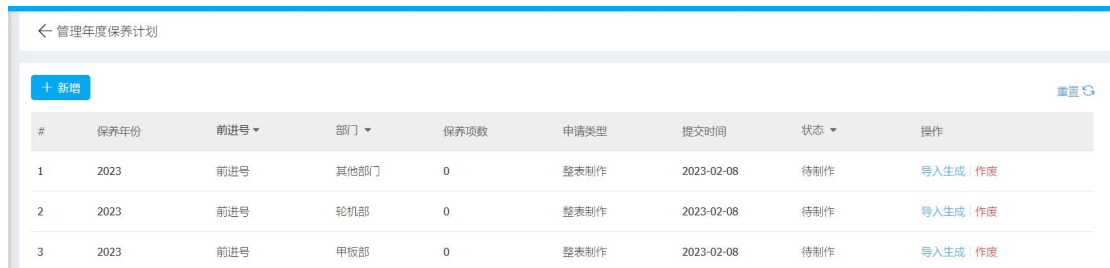 管理年度保养计划
+ 新增 重置
# 保养年份 前进号 部门 保养项数 申请类型 提交时间 状态 操作
1 2023 前进号 其他部门 0 整表制作 2023-02-08 待制作 导入生成 | 作废
2 2023 前进号 轮机部 0 整表制作 2023-02-08 待制作 导入生成 | 作废
3 2023 前进号 甲板部 0 整表制作 2023-02-08 待制作 导入生成 | 作废